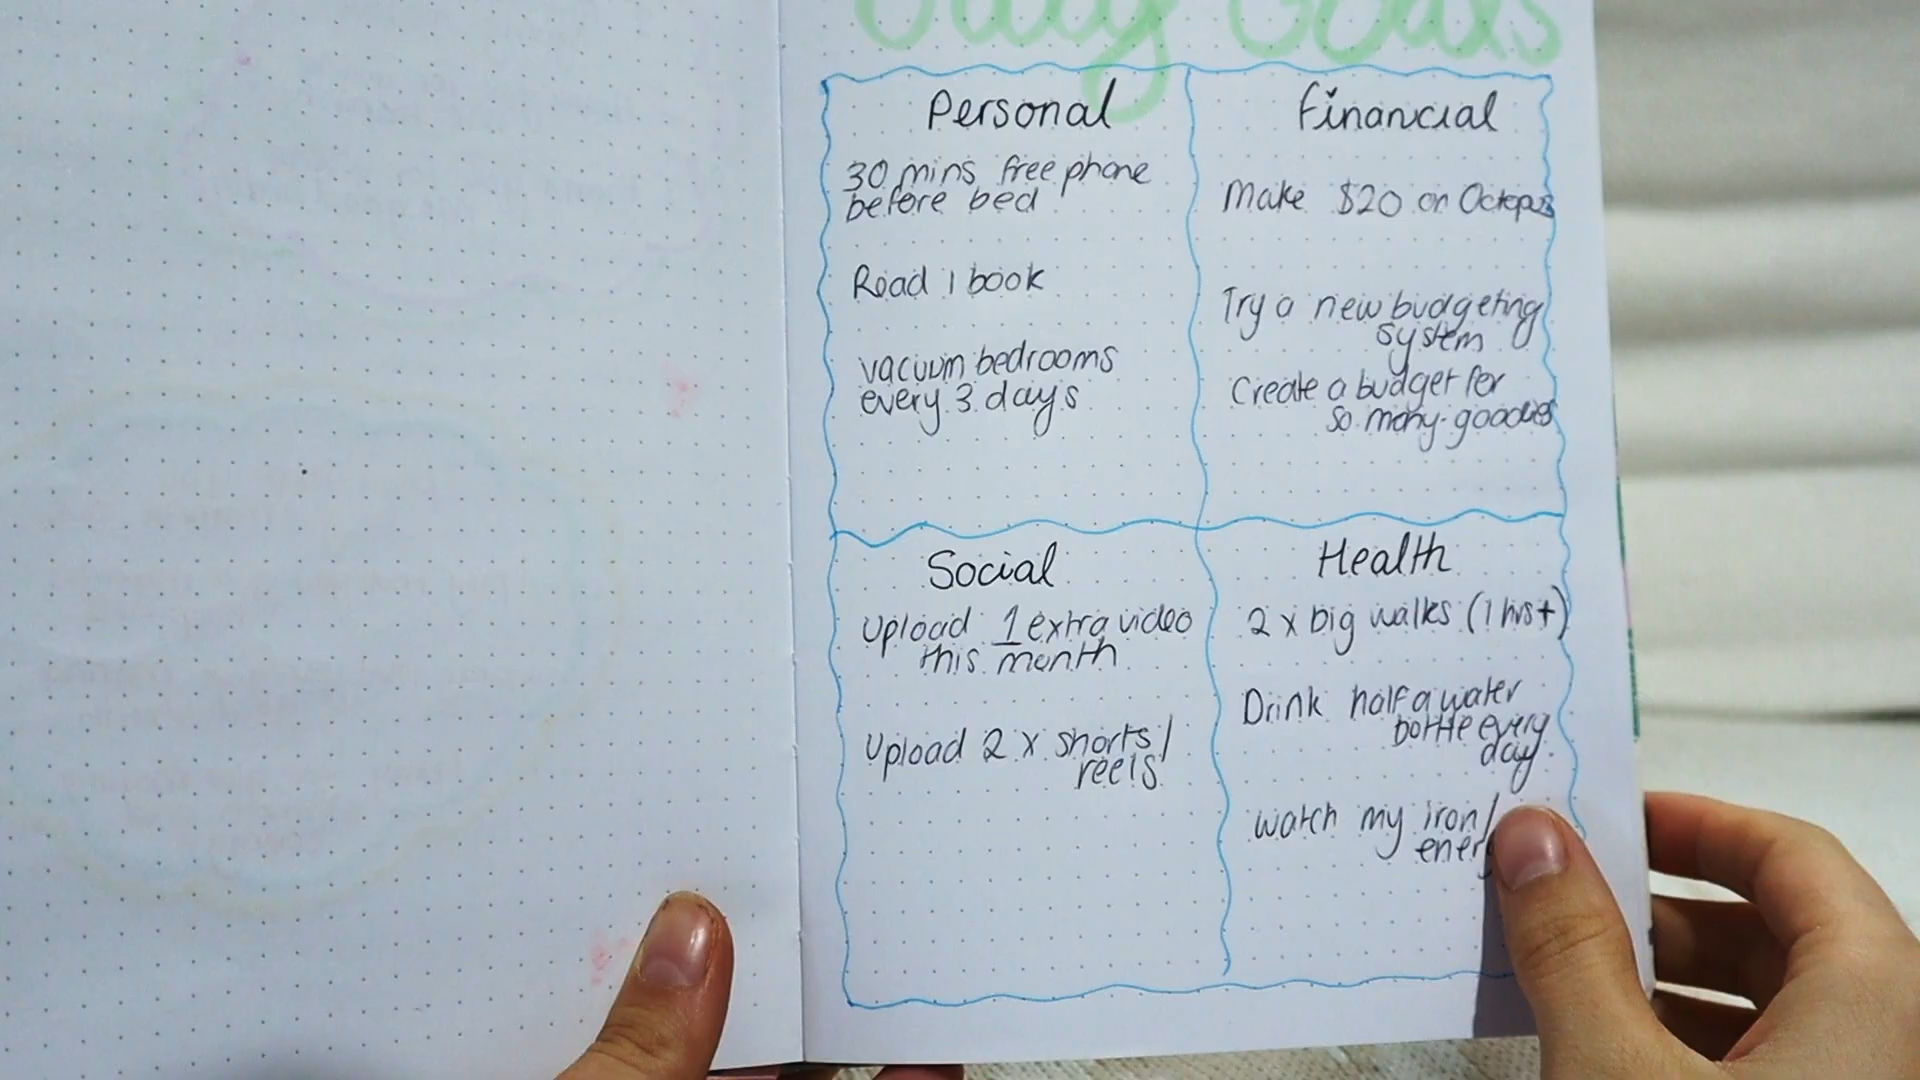 Goals
Personal
30 mins free phone
before bed
Read 1 book
vacuum bedrooms
every 3 days
Financial
Make $20 on Octopus
Try a new budgeting
system
Create a budget for
so many goodies
Social
Upload 1 extra video
this month
Upload 2 x shorts/
reels
Health
2 x big walks (1 hrs+)
Drink half a water
bottle every
day
watch my iron/